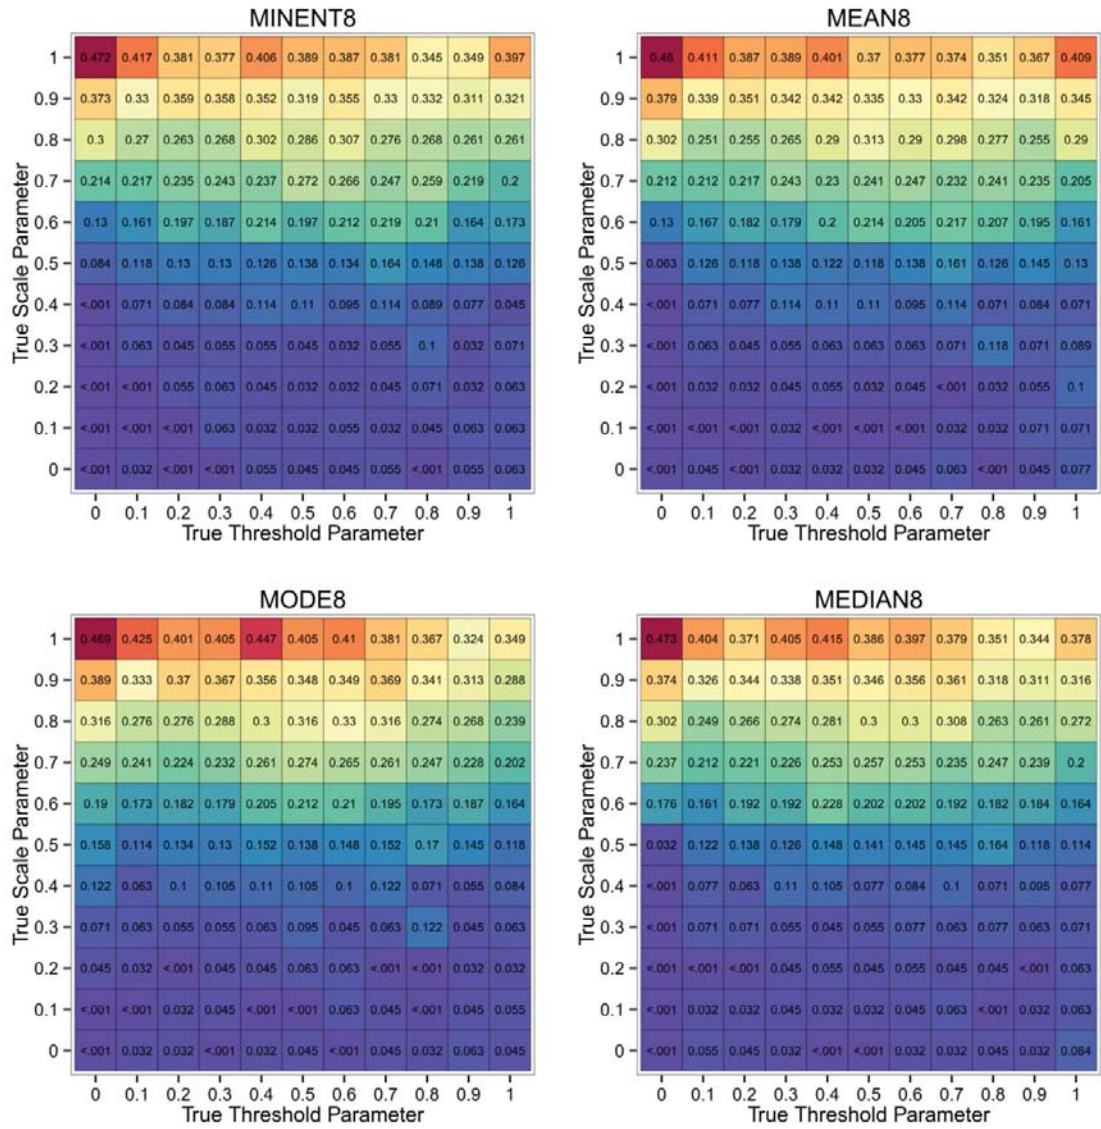 MINENT8
True Scale Parameter
1 0.472 0.417 0.381 0.377 0.406 0.389 0.387 0.381 0.345 0.349 0.397
0.9 0.373 0.33 0.359 0.358 0.352 0.319 0.355 0.33 0.332 0.311 0.321
0.8 0.3 0.27 0.263 0.268 0.302 0.286 0.307 0.276 0.268 0.261 0.261
0.7 0.214 0.217 0.235 0.243 0.237 0.272 0.266 0.247 0.259 0.219 0.2
0.6 0.13 0.161 0.197 0.187 0.214 0.197 0.212 0.219 0.21 0.164 0.173
0.5 0.084 0.118 0.13 0.13 0.126 0.138 0.134 0.164 0.148 0.138 0.126
0.4 <.001 0.071 0.084 0.084 0.114 0.11 0.095 0.114 0.089 0.077 0.045
0.3 <.001 0.063 0.045 0.055 0.055 0.045 0.032 0.055 0.1 0.032 0.071
0.2 <.001 <.001 0.055 0.063 0.045 0.032 0.032 0.045 0.071 0.032 0.063
0.1 <.001 <.001 <.001 0.063 0.032 0.032 0.055 0.032 0.045 0.063 0.063
0 <.001 0.032 <.001 <.001 0.055 0.045 0.045 0.055 <.001 0.055 0.063
0 0.1 0.2 0.3 0.4 0.5 0.6 0.7 0.8 0.9 1
True Threshold Parameter
MEAN8
True Scale Parameter
1 0.46 0.411 0.387 0.389 0.401 0.37 0.377 0.374 0.351 0.367 0.409
0.9 0.379 0.339 0.351 0.342 0.342 0.335 0.33 0.342 0.324 0.318 0.345
0.8 0.302 0.251 0.255 0.265 0.29 0.313 0.29 0.298 0.277 0.255 0.29
0.7 0.212 0.212 0.217 0.243 0.23 0.241 0.247 0.232 0.241 0.235 0.205
0.6 0.13 0.167 0.182 0.179 0.2 0.214 0.205 0.217 0.207 0.195 0.161
0.5 0.063 0.126 0.118 0.138 0.122 0.118 0.138 0.161 0.126 0.145 0.13
0.4 <.001 0.071 0.077 0.114 0.11 0.11 0.095 0.114 0.071 0.084 0.071
0.3 <.001 0.063 0.045 0.055 0.063 0.063 0.063 0.071 0.118 0.071 0.089
0.2 <.001 0.032 0.032 0.045 0.055 0.032 0.045 <.001 0.032 0.055 0.1
0.1 <.001 <.001 <.001 0.032 <.001 <.001 <.001 0.032 0.032 0.071 0.071
0 <.001 0.045 <.001 0.032 0.032 0.032 0.045 0.063 <.001 0.045 0.077
0 0.1 0.2 0.3 0.4 0.5 0.6 0.7 0.8 0.9 1
True Threshold Parameter
MODE8
True Scale Parameter
1 0.469 0.425 0.401 0.405 0.447 0.405 0.41 0.381 0.367 0.324 0.349
0.9 0.389 0.333 0.37 0.367 0.356 0.348 0.349 0.369 0.341 0.313 0.288
0.8 0.316 0.276 0.276 0.288 0.3 0.316 0.33 0.316 0.274 0.268 0.239
0.7 0.249 0.241 0.224 0.232 0.261 0.274 0.265 0.261 0.247 0.228 0.202
0.6 0.19 0.173 0.182 0.179 0.205 0.212 0.21 0.195 0.173 0.187 0.164
0.5 0.158 0.114 0.134 0.13 0.152 0.138 0.148 0.152 0.17 0.145 0.118
0.4 0.122 0.063 0.1 0.105 0.11 0.105 0.1 0.122 0.071 0.055 0.084
0.3 0.071 0.063 0.055 0.055 0.063 0.095 0.045 0.063 0.122 0.045 0.063
0.2 0.045 0.032 <.001 0.045 0.045 0.063 0.063 <.001 <.001 0.032 0.032
0.1 <.001 <.001 0.032 0.045 <.001 <.001 0.063 0.045 <.001 0.045 0.055
0 <.001 0.032 0.032 <.001 0.032 0.045 <.001 0.045 0.032 0.063 0.045
0 0.1 0.2 0.3 0.4 0.5 0.6 0.7 0.8 0.9 1
True Threshold Parameter
MEDIAN8
True Scale Parameter
1 0.473 0.404 0.371 0.405 0.415 0.386 0.397 0.379 0.351 0.344 0.378
0.9 0.374 0.326 0.344 0.338 0.351 0.346 0.356 0.361 0.318 0.311 0.316
0.8 0.302 0.249 0.266 0.274 0.281 0.3 0.3 0.308 0.263 0.261 0.272
0.7 0.237 0.212 0.221 0.226 0.253 0.257 0.253 0.235 0.247 0.239 0.2
0.6 0.176 0.161 0.192 0.192 0.228 0.202 0.202 0.192 0.182 0.184 0.164
0.5 0.032 0.122 0.138 0.126 0.148 0.141 0.145 0.145 0.164 0.118 0.114
0.4 <.001 0.077 0.063 0.11 0.105 0.077 0.084 0.1 0.071 0.095 0.077
0.3 <.001 0.071 0.071 0.055 0.045 0.055 0.077 0.063 0.077 0.063 0.071
0.2 <.001 <.001 <.001 0.045 0.055 0.045 0.055 0.045 0.045 <.001 0.063
0.1 <.001 0.032 0.032 0.045 0.032 0.032 0.045 0.063 <.001 0.032 0.063
0 <.001 0.055 0.045 0.032 <.001 <.001 0.032 0.032 0.045 0.032 0.084
0 0.1 0.2 0.3 0.4 0.5 0.6 0.7 0.8 0.9 1
True Threshold Parameter